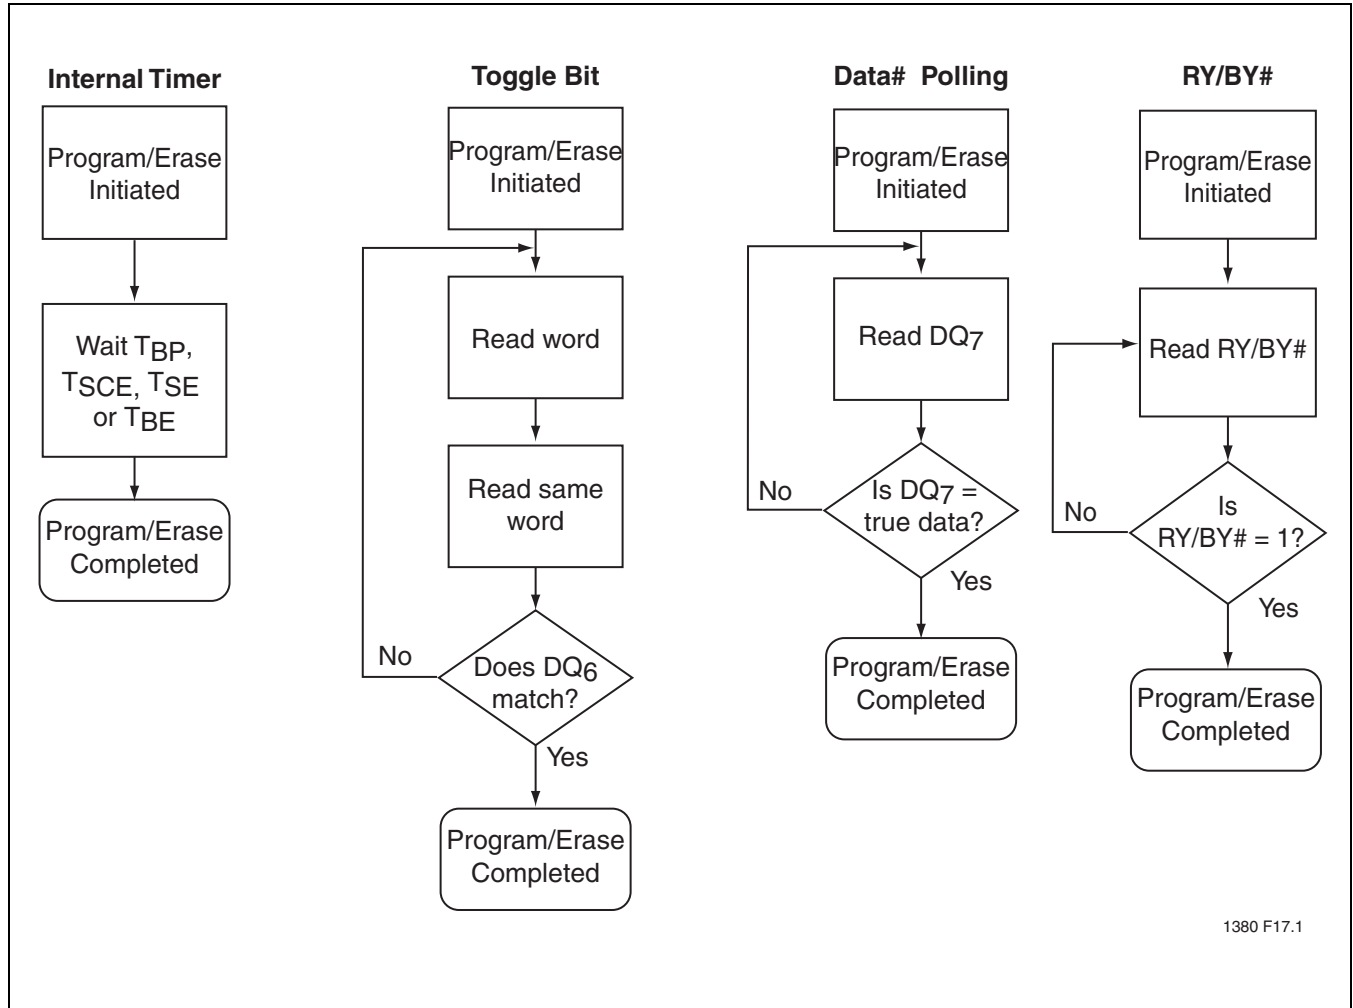 Internal Timer
Program/Erase
Initiated
Wait TBP,
TSCE, TSE
or TBE
Program/Erase
Completed
Toggle Bit
Program/Erase
Initiated
Read word
Read same
word
Does DQ6
match?
No
Yes
Program/Erase
Completed
Data# Polling
Program/Erase
Initiated
Read DQ7
Is DQ7 =
true data?
No
Yes
Program/Erase
Completed
RY/BY#
Program/Erase
Initiated
Read RY/BY#
Is
RY/BY# = 1?
No
Yes
Program/Erase
Completed
1380 F17.1